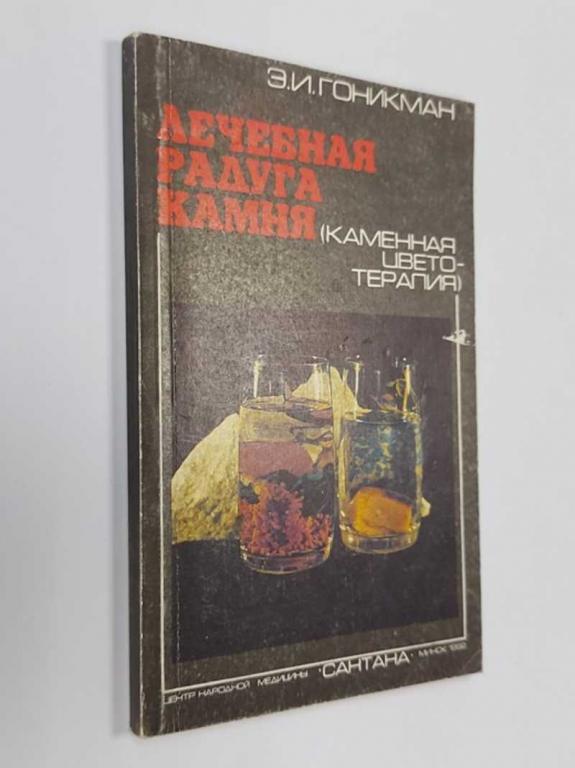 Э.И.ГОНИКМАН
ЛЕЧЕБНАЯ
РАДУГА
КАМНЯ
(КАМЕННАЯ
ЦВЕТО-
ТЕРАПИЯ)
ЦЕНТР НАРОДНОЙ МЕДИЦИНЫ ·САНТАНА· МИНСК 1992